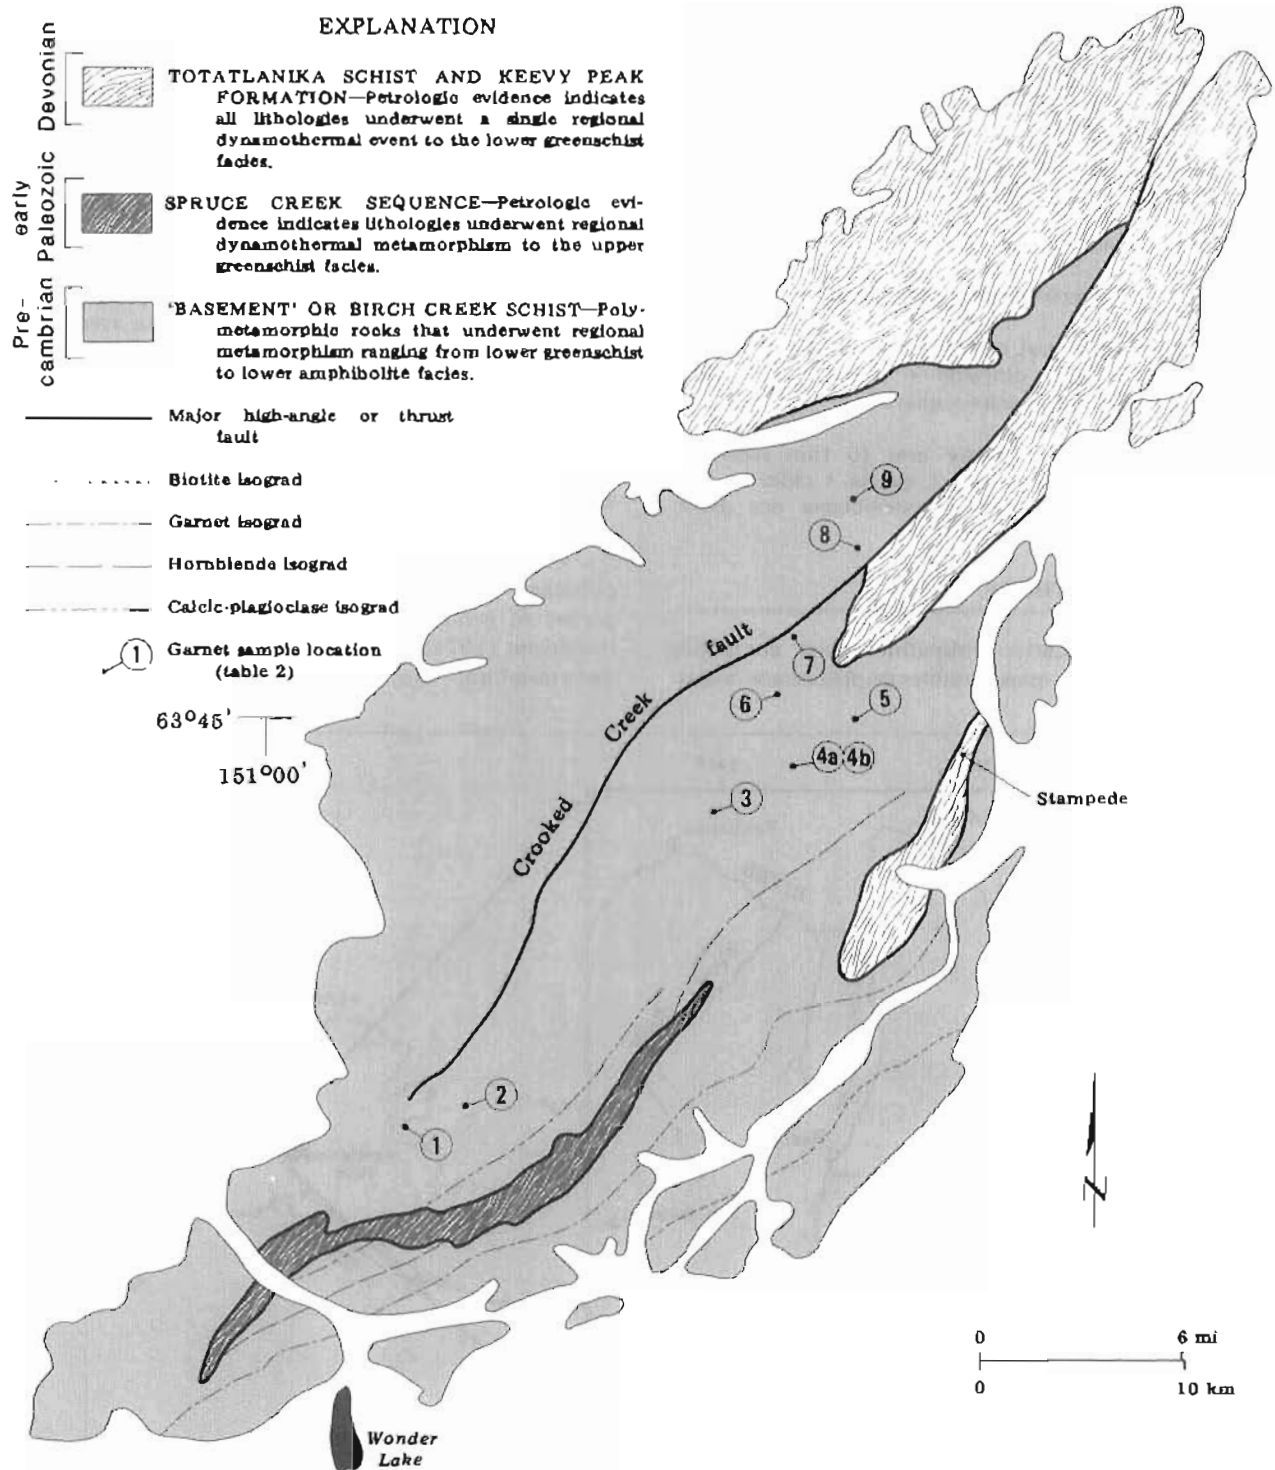 EXPLANATION
Devonian
TOTATLANIKA SCHIST AND KEEVY PEAK
FORMATION—Petrologic evidence indicates
all lithologies underwent a single regional
dynamothermal event to the lower greenschist
facies.
early
Paleozoic
SPRUCE CREEK SEQUENCE—Petrologic evi-
dence indicates lithologies underwent regional
dynamothermal metamorphism to the upper
greenschist facies.
Pre-
cambrian
'BASEMENT' OR BIRCH CREEK SCHIST—Poly-
metamorphic rocks that underwent regional
metamorphism ranging from lower greenschist
to lower amphibolite facies.
Major high-angle or thrust
fault
Biotite isograd
Garnet isograd
Hornblende isograd
Calcic-plagioclase isograd
1
Garnet sample location
(table 2)
63°45'
151°00'
9
8
7
6
5
4a
4b
3
2
1
Crooked Creek fault
Stampede
N
0 6 mi
0 10 km
Wonder
Lake